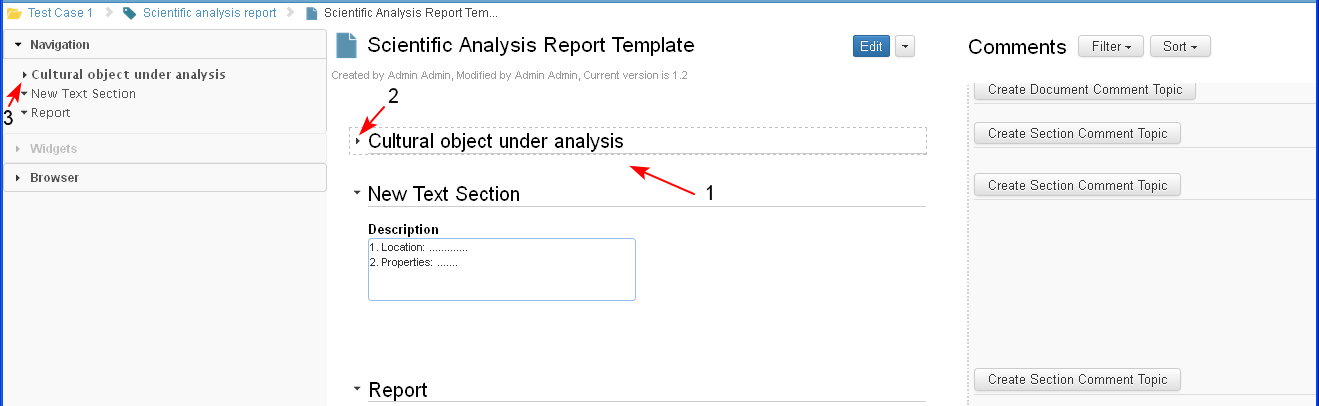 Test Case 1 Scientific analysis report Scientific Analysis Report Tem...
Navigation
Cultural object under analysis
New Text Section
Report
3
Widgets
Browser
Scientific Analysis Report Template
Edit
Created by Admin Admin, Modified by Admin Admin, Current version is 1.2
2
Cultural object under analysis
1
New Text Section
Description
1. Location: .............
2. Properties: .......
Report
Comments Filter Sort
Create Document Comment Topic
Create Section Comment Topic
Create Section Comment Topic
Create Section Comment Topic